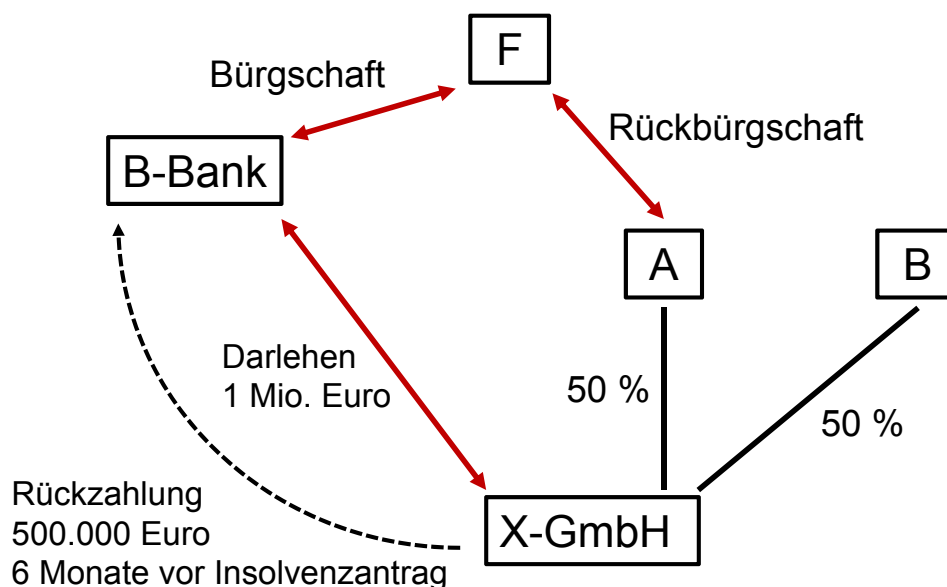 F
Bürgschaft
Rückbürgschaft
B-Bank
A
B
Darlehen
1 Mio. Euro
50 %
50 %
Rückzahlung
500.000 Euro
6 Monate vor Insolvenzantrag
X-GmbH